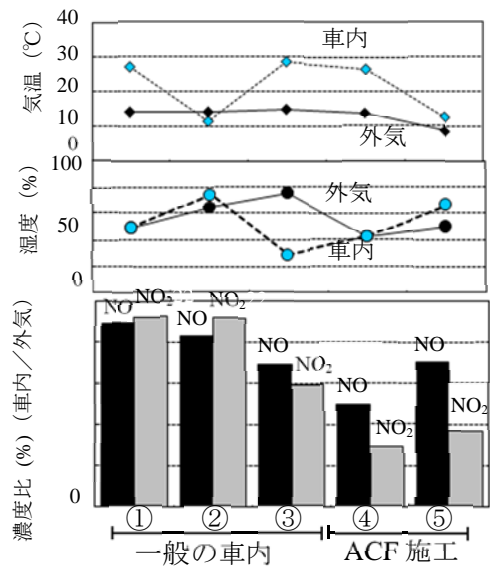 気温 (℃)
40
30
20
10
0
車内
外気
湿度 (%)
100
50
0
外気
車内
濃度比 (%) (車内／外気)
0
NO NO2
NO NO2
NO NO2
NO NO2
NO NO2
① ② ③ ④ ⑤
一般の車内 ACF 施工